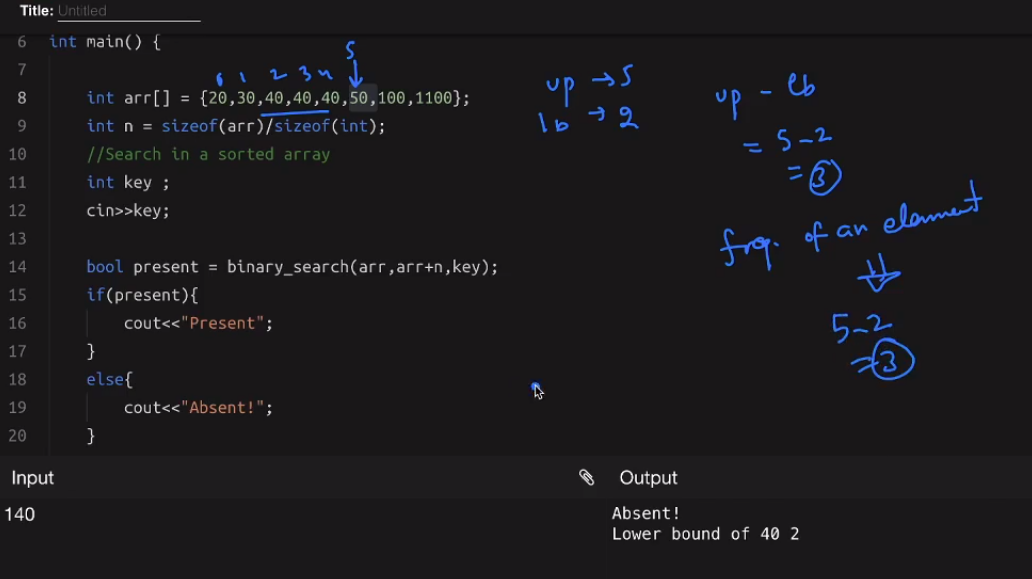 Title: Untitled
6 int main() {
5
7
0 1 2 3 4
8 int arr[] = {20,30,40,40,40,50,100,1100};
9 int n = sizeof(arr)/sizeof(int);
10 //Search in a sorted array
11 int key ;
12 cin>>key;
13
14 bool present = binary_search(arr,arr+n,key);
15 if(present){
16 cout<<"Present";
17 }
18 else{
19 cout<<"Absent!";
20 }
up → 5
lb → 2
up - lb
= 5-2
= 3
freq. of an element
5-2
= 3
Input
140
Output
Absent!
Lower bound of 40 2